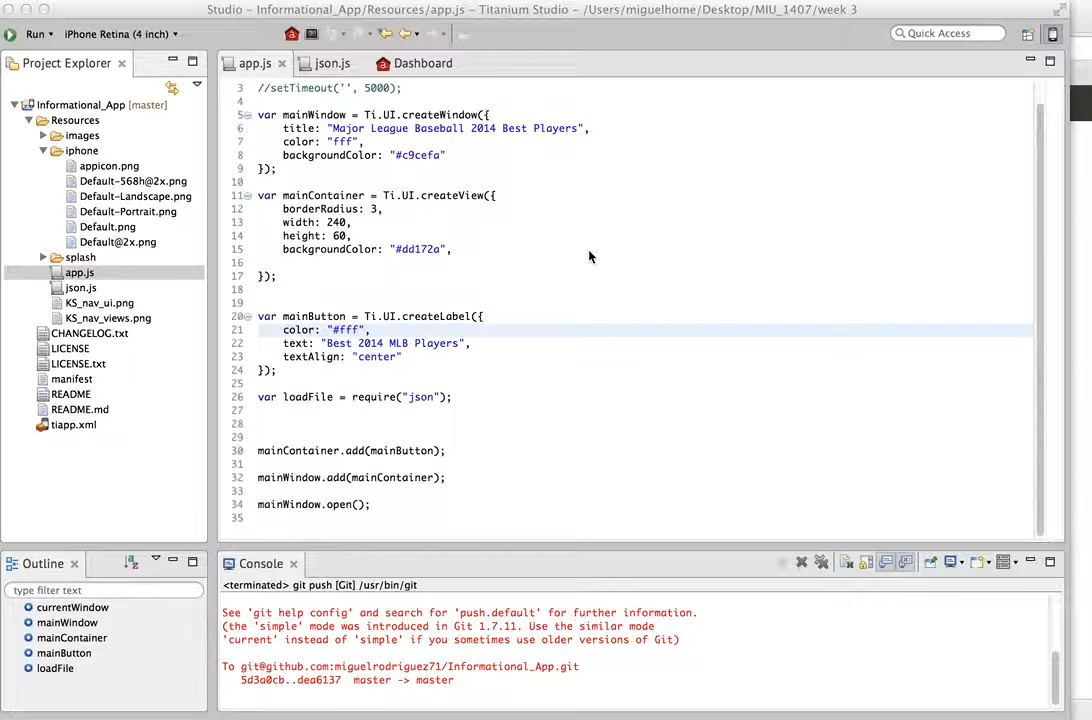 Studio - Informational_App/Resources/app.js - Titanium Studio - /Users/miguelhome/Desktop/MIU_1407/week 3
Run
iPhone Retina (4 inch)
Quick Access
Project Explorer
app.js
json.js
Dashboard
Informational_App [master]
Resources
images
iphone
appicon.png
Default-568h@2x.png
Default-Landscape.png
Default-Portrait.png
Default.png
Default@2x.png
splash
app.js
json.js
KS_nav_ui.png
KS_nav_views.png
CHANGELOG.txt
LICENSE
LICENSE.txt
manifest
README
README.md
tiapp.xml
3 //setTimeout('', 5000);
4
5 var mainWindow = Ti.UI.createWindow({
6 title: "Major League Baseball 2014 Best Players",
7 color: "fff",
8 backgroundColor: "#c9cefa"
9 });
10
11 var mainContainer = Ti.UI.createView({
12 borderRadius: 3,
13 width: 240,
14 height: 60,
15 backgroundColor: "#dd172a",
16
17 });
18
19
20 var mainButton = Ti.UI.createLabel({
21 color: "#fff",
22 text: "Best 2014 MLB Players",
23 textAlign: "center"
24 });
25
26 var loadFile = require("json");
27
28
29
30 mainContainer.add(mainButton);
31
32 mainWindow.add(mainContainer);
33
34 mainWindow.open();
35
Outline
type filter text
currentWindow
mainWindow
mainContainer
mainButton
loadFile
Console
<terminated> git push [Git] /usr/bin/git
See 'git help config' and search for 'push.default' for further information.
(the 'simple' mode was introduced in Git 1.7.11. Use the similar mode
'current' instead of 'simple' if you sometimes use older versions of Git)
To git@github.com:miguelrodriguez71/Informational_App.git
5d3a0cb..dea6137 master -> master